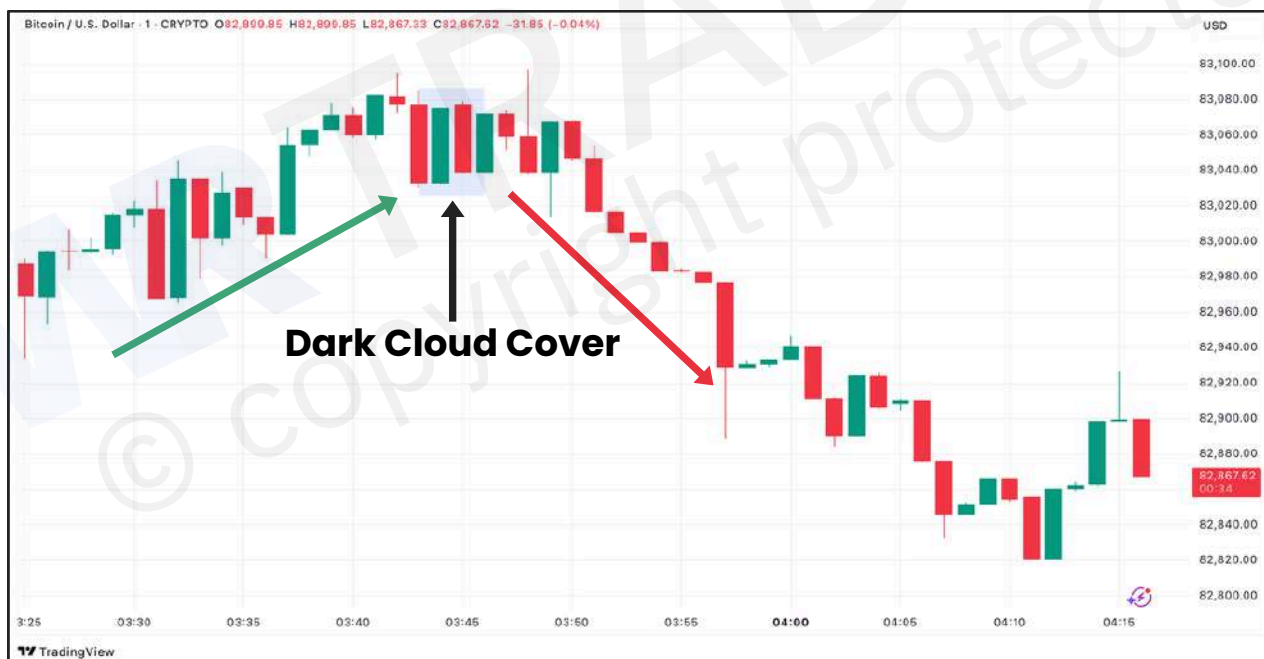 Bitcoin / U.S. Dollar · 1 · CRYPTO O82,899.85 H82,899.85 L82,867.33 C82,867.62 −31.85 (−0.04%)
USD
83,100.00
83,080.00
83,060.00
83,040.00
83,020.00
83,000.00
82,980.00
82,960.00
82,940.00
82,920.00
82,900.00
82,880.00
82,867.62
00:34
82,840.00
82,820.00
82,800.00
Dark Cloud Cover
3:25 03:30 03:35 03:40 03:45 03:50 03:55 04:00 04:05 04:10 04:15
TradingView
© copyright protecte